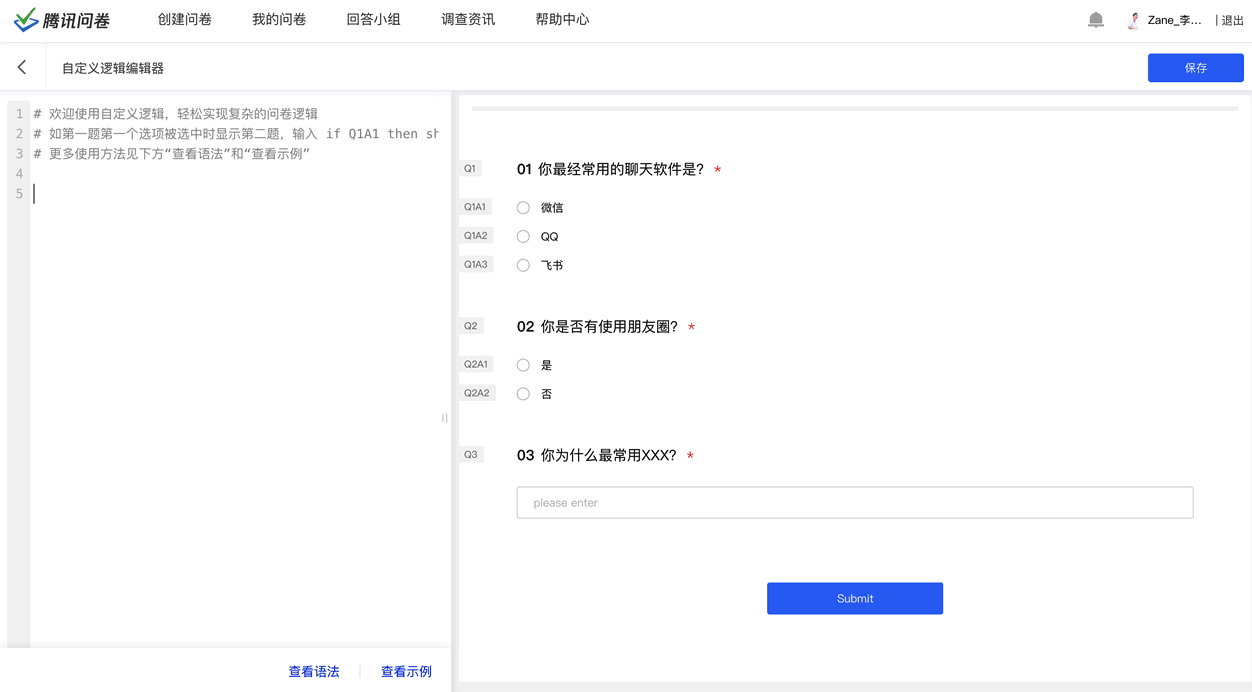 腾讯问卷 创建问卷 我的问卷 回答小组 调查资讯 帮助中心 Zane_李... | 退出
自定义逻辑编辑器 保存
1 # 欢迎使用自定义逻辑，轻松实现复杂的问卷逻辑
2 # 如第一题第一个选项被选中时显示第二题，输入 if Q1A1 then sh
3 # 更多使用方法见下方“查看语法”和“查看示例”
4
5
查看语法 查看示例
Q1 01 你最经常用的聊天软件是? *
Q1A1 微信
Q1A2 QQ
Q1A3 飞书
Q2 02 你是否有使用朋友圈? *
Q2A1 是
Q2A2 否
Q3 03 你为什么最常用XXX? *
please enter
Submit